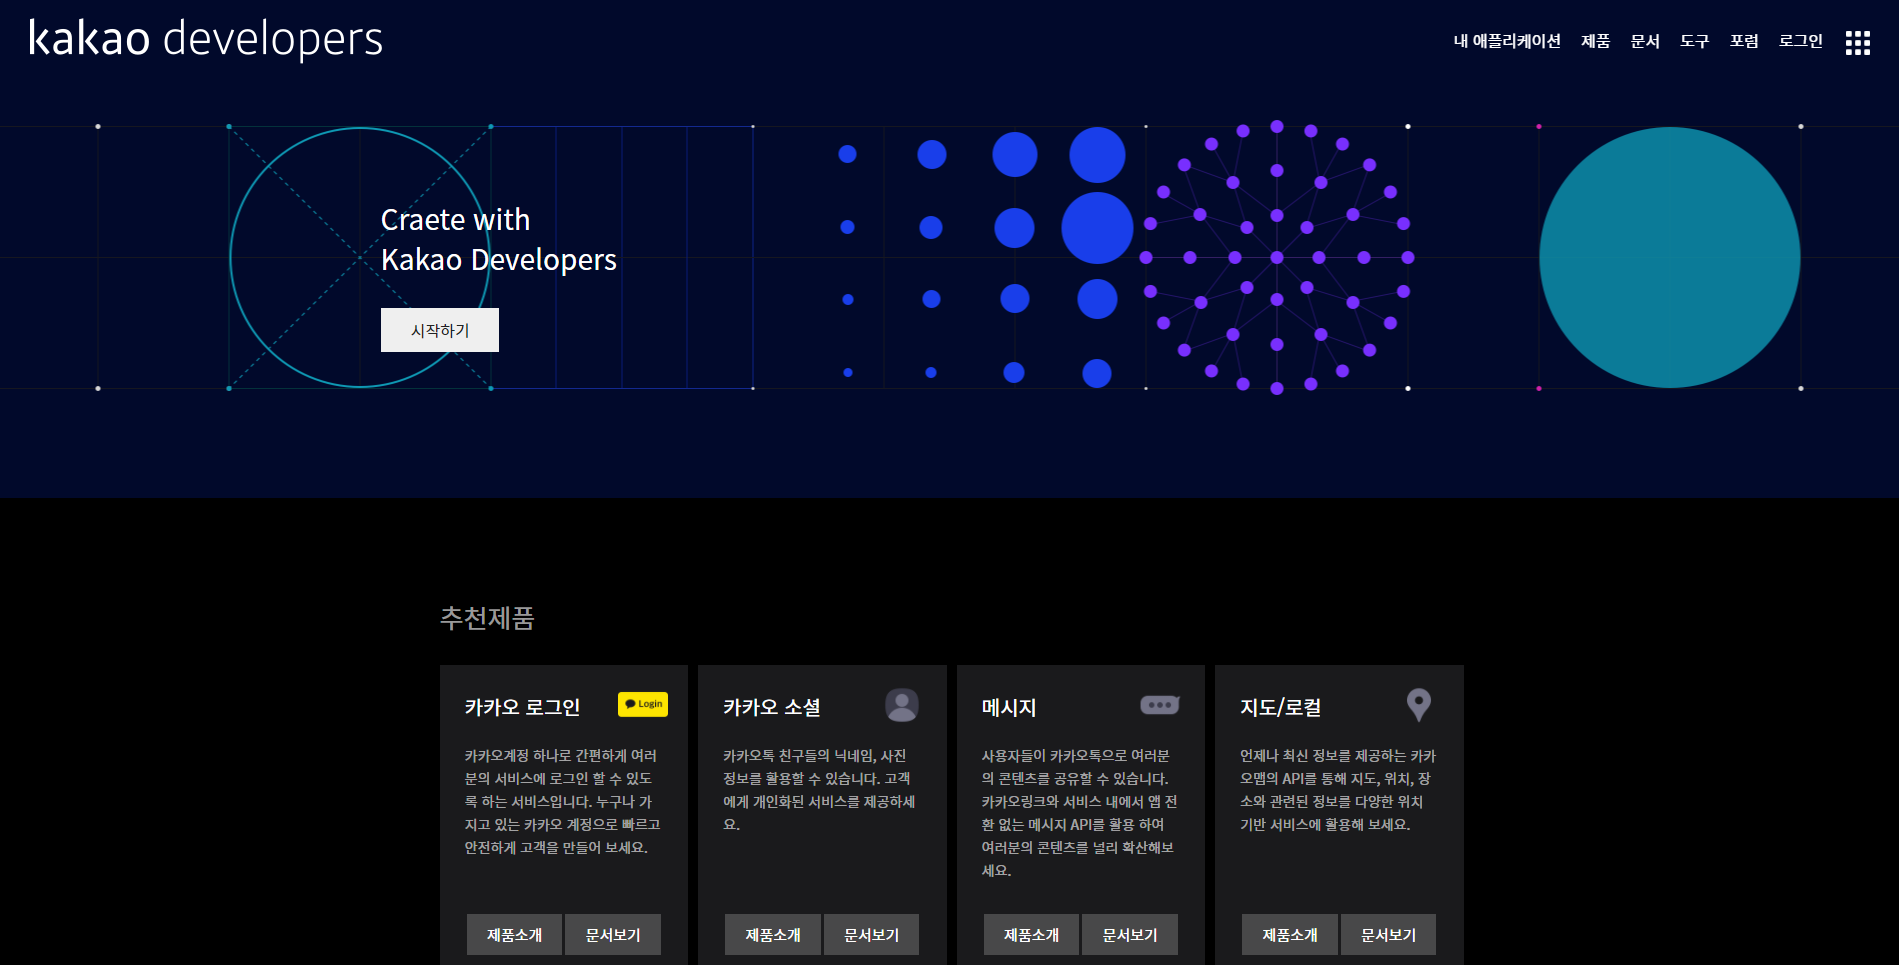 kakao developers
내 애플리케이션 제품 문서 도구 포럼 로그인
Craete with
Kakao Developers
시작하기
추천제품
카카오 로그인
Login
카카오계정 하나로 간편하게 여러
분의 서비스에 로그인 할 수 있도
록 하는 서비스입니다. 누구나 가
지고 있는 카카오 계정으로 빠르고
안전하게 고객을 만들어 보세요.
제품소개 문서보기
카카오 소셜
카카오톡 친구들의 닉네임, 사진
정보를 활용할 수 있습니다. 고객
에게 개인화된 서비스를 제공하세
요.
제품소개 문서보기
메시지
사용자들이 카카오톡으로 여러분
의 콘텐츠를 공유할 수 있습니다.
카카오링크와 서비스 내에서 앱 전
환 없는 메시지 API를 활용 하여
여러분의 콘텐츠를 널리 확산해보
세요.
제품소개 문서보기
지도/로컬
언제나 최신 정보를 제공하는 카카
오맵의 API를 통해 지도, 위치, 장
소와 관련된 정보를 다양한 위치
기반 서비스에 활용해 보세요.
제품소개 문서보기